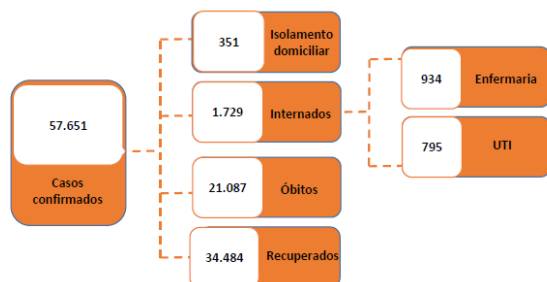 57.651
Casos
confirmados
351
Isolamento
domiciliar
1.729
Internados
21.087
Óbitos
34.484
Recuperados
934
Enfermaria
795
UTI